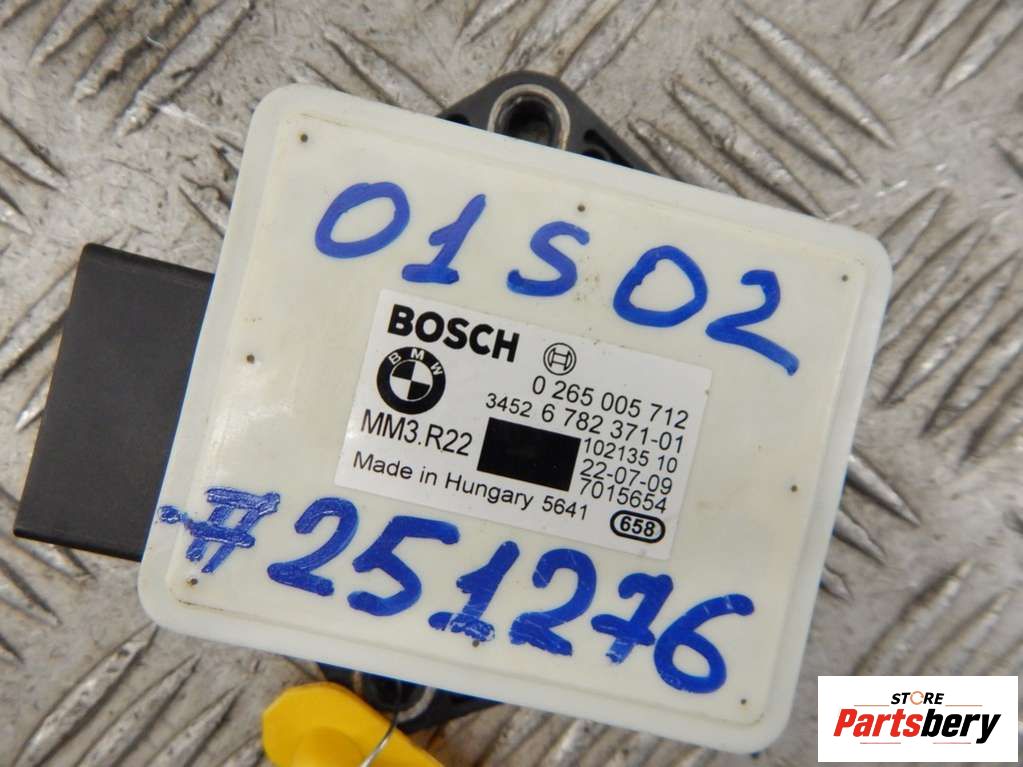 01S02
BOSCH
BMW
0 265 005 712
3452 6 782 371-01
MM3.R22
102135 10
22-07-09
7015654
Made in Hungary 5641
658
#251276
STORE
Partsbery